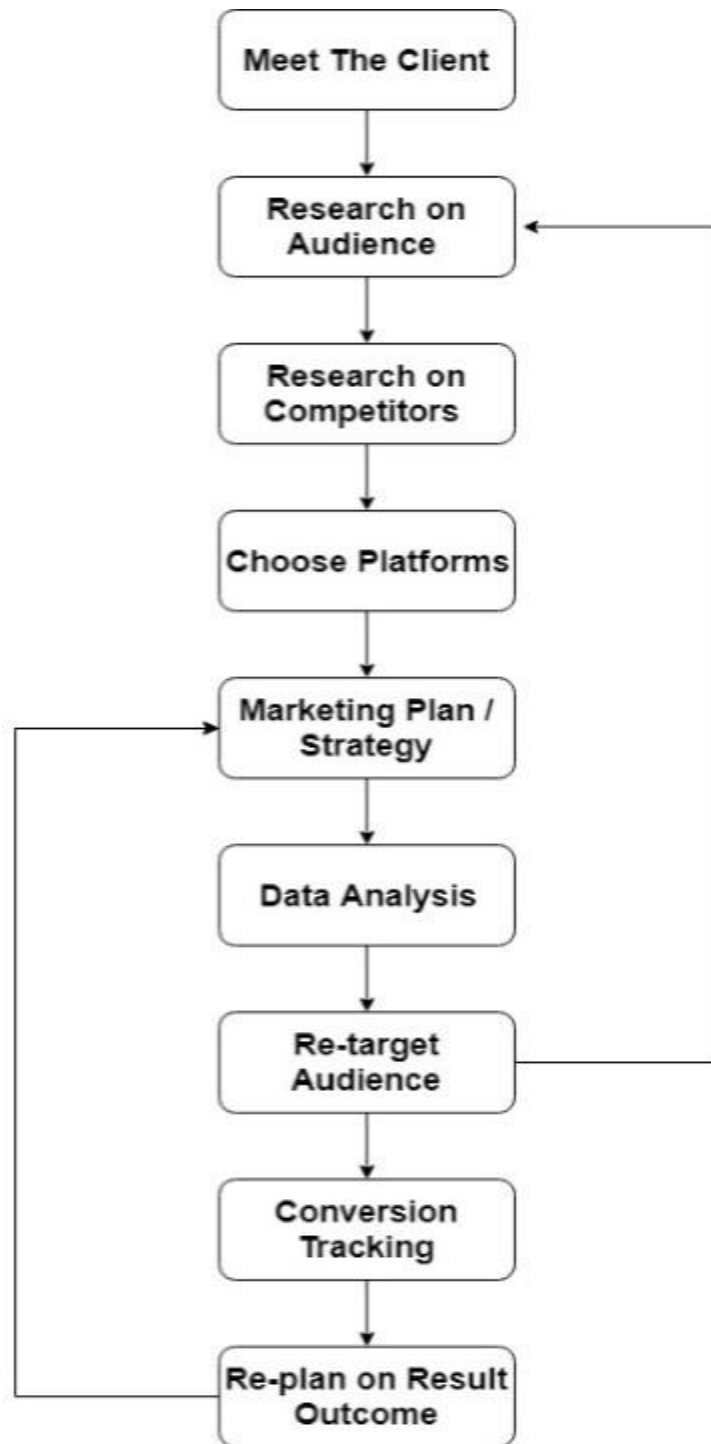 Meet The Client
Research on
Audience
Research on
Competitors
Choose Platforms
Marketing Plan /
Strategy
Data Analysis
Re-target
Audience
Conversion
Tracking
Re-plan on Result
Outcome